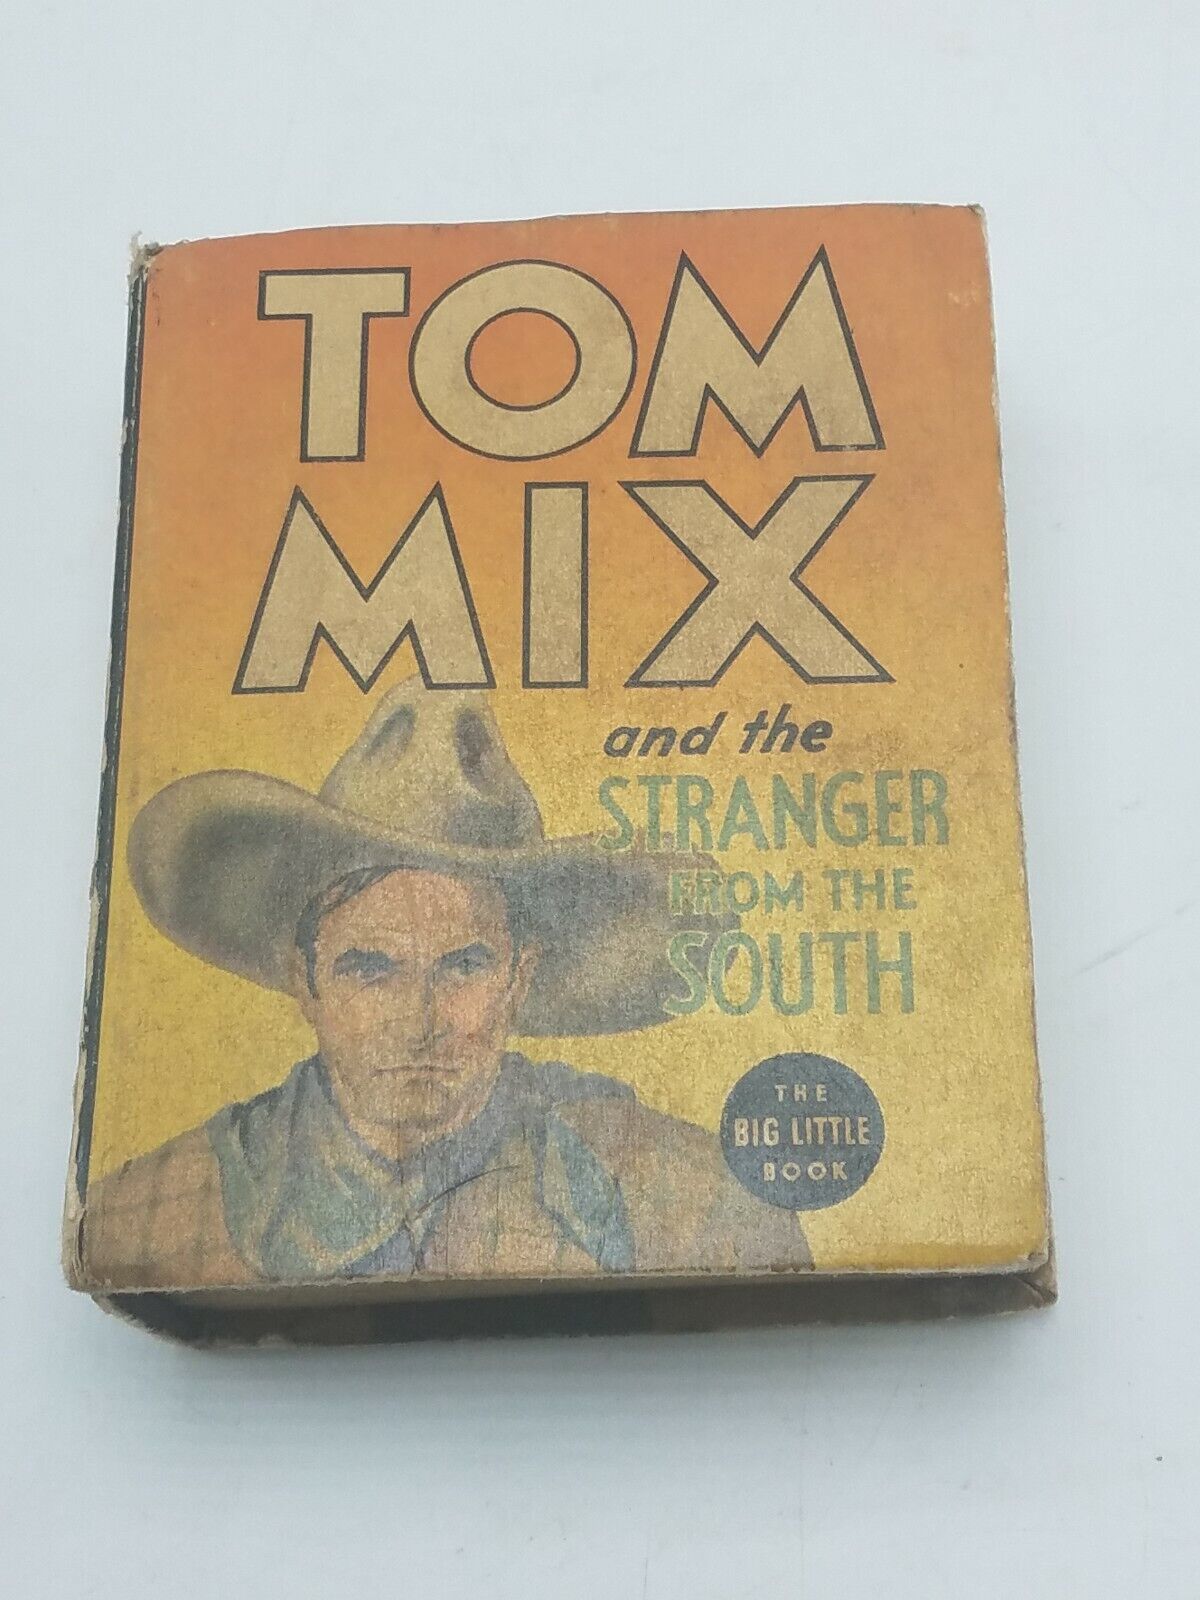 TOM
MIX
and the
STRANGER
FROM THE
SOUTH
THE
BIG LITTLE
BOOK